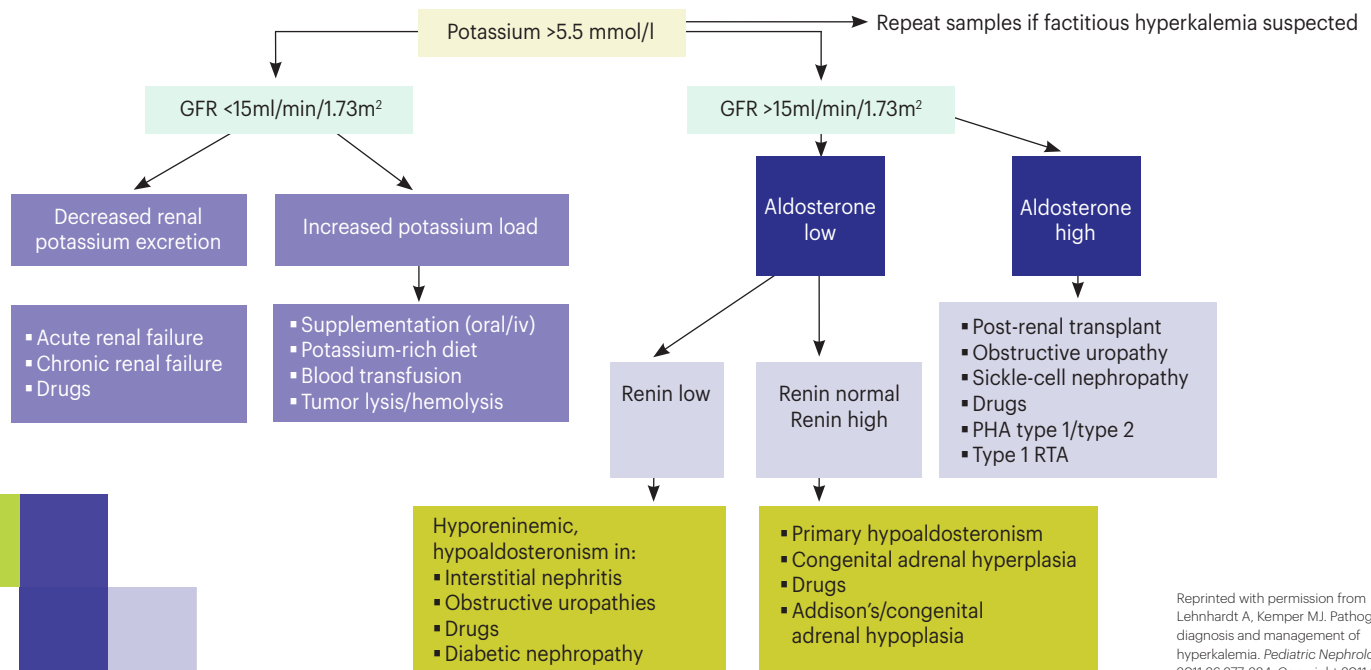 Potassium >5.5 mmol/l
Repeat samples if factitious hyperkalemia suspected
GFR <15ml/min/1.73m²
GFR >15ml/min/1.73m²
Decreased renal
potassium excretion
Increased potassium load
Aldosterone
low
Aldosterone
high
▪ Acute renal failure
▪ Chronic renal failure
▪ Drugs
▪ Supplementation (oral/iv)
▪ Potassium-rich diet
▪ Blood transfusion
▪ Tumor lysis/hemolysis
Renin low
Renin normal
Renin high
▪ Post-renal transplant
▪ Obstructive uropathy
▪ Sickle-cell nephropathy
▪ Drugs
▪ PHA type 1/type 2
▪ Type 1 RTA
Hyporeninemic,
hypoaldosteronism in:
▪ Interstitial nephritis
▪ Obstructive uropathies
▪ Drugs
▪ Diabetic nephropathy
▪ Primary hypoaldosteronism
▪ Congenital adrenal hyperplasia
▪ Drugs
▪ Addison's/congenital
adrenal hypoplasia
Reprinted with permission from
Lehnhardt A, Kemper MJ. Pathog
diagnosis and management of
hyperkalemia. Pediatric Nephrol